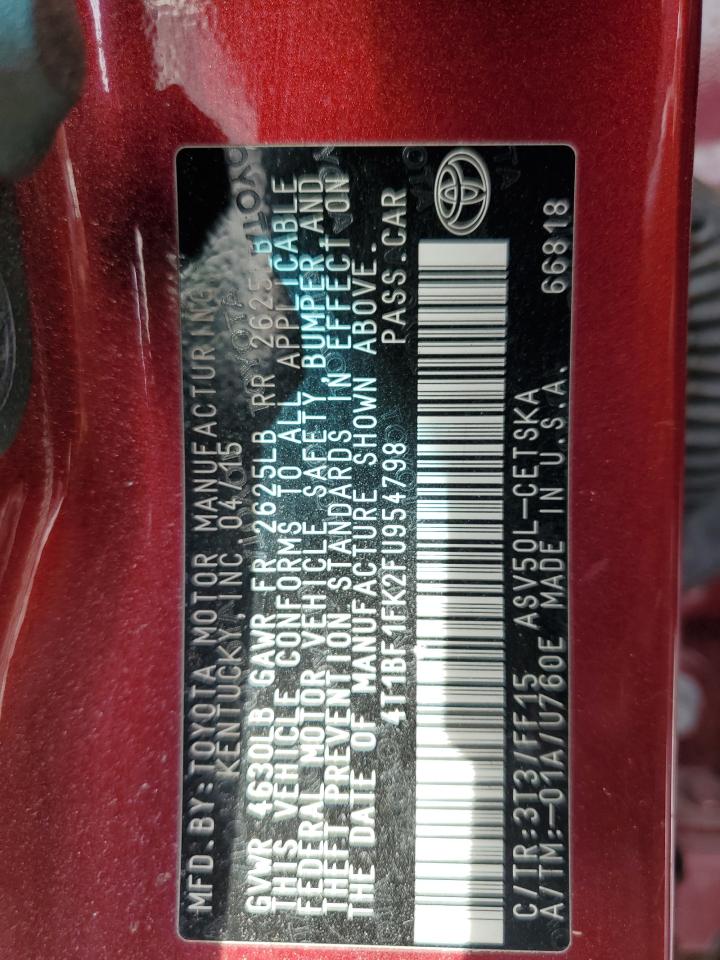 MFD.BY:TOYOTA MOTOR MANUFACTURING
KENTUCKY, INC. 04/15
GVWR 4630LB GAWR FR 2625LB RR 2625LB
THIS VEHICLE CONFORMS TO ALL APPLICABLE
FEDERAL MOTOR VEHICLE SAFETY BUMPER AND
THEFT PREVENTION STANDARDS IN EFFECT ON
THE DATE OF MANUFACTURE SHOWN ABOVE.
4T1BF1FK2FU954798 PASS.CAR
C/TR:3T3/FF15 ASV50L-CETSKA
A/TM:-01A/U760E MADE IN U.S.A. 66818